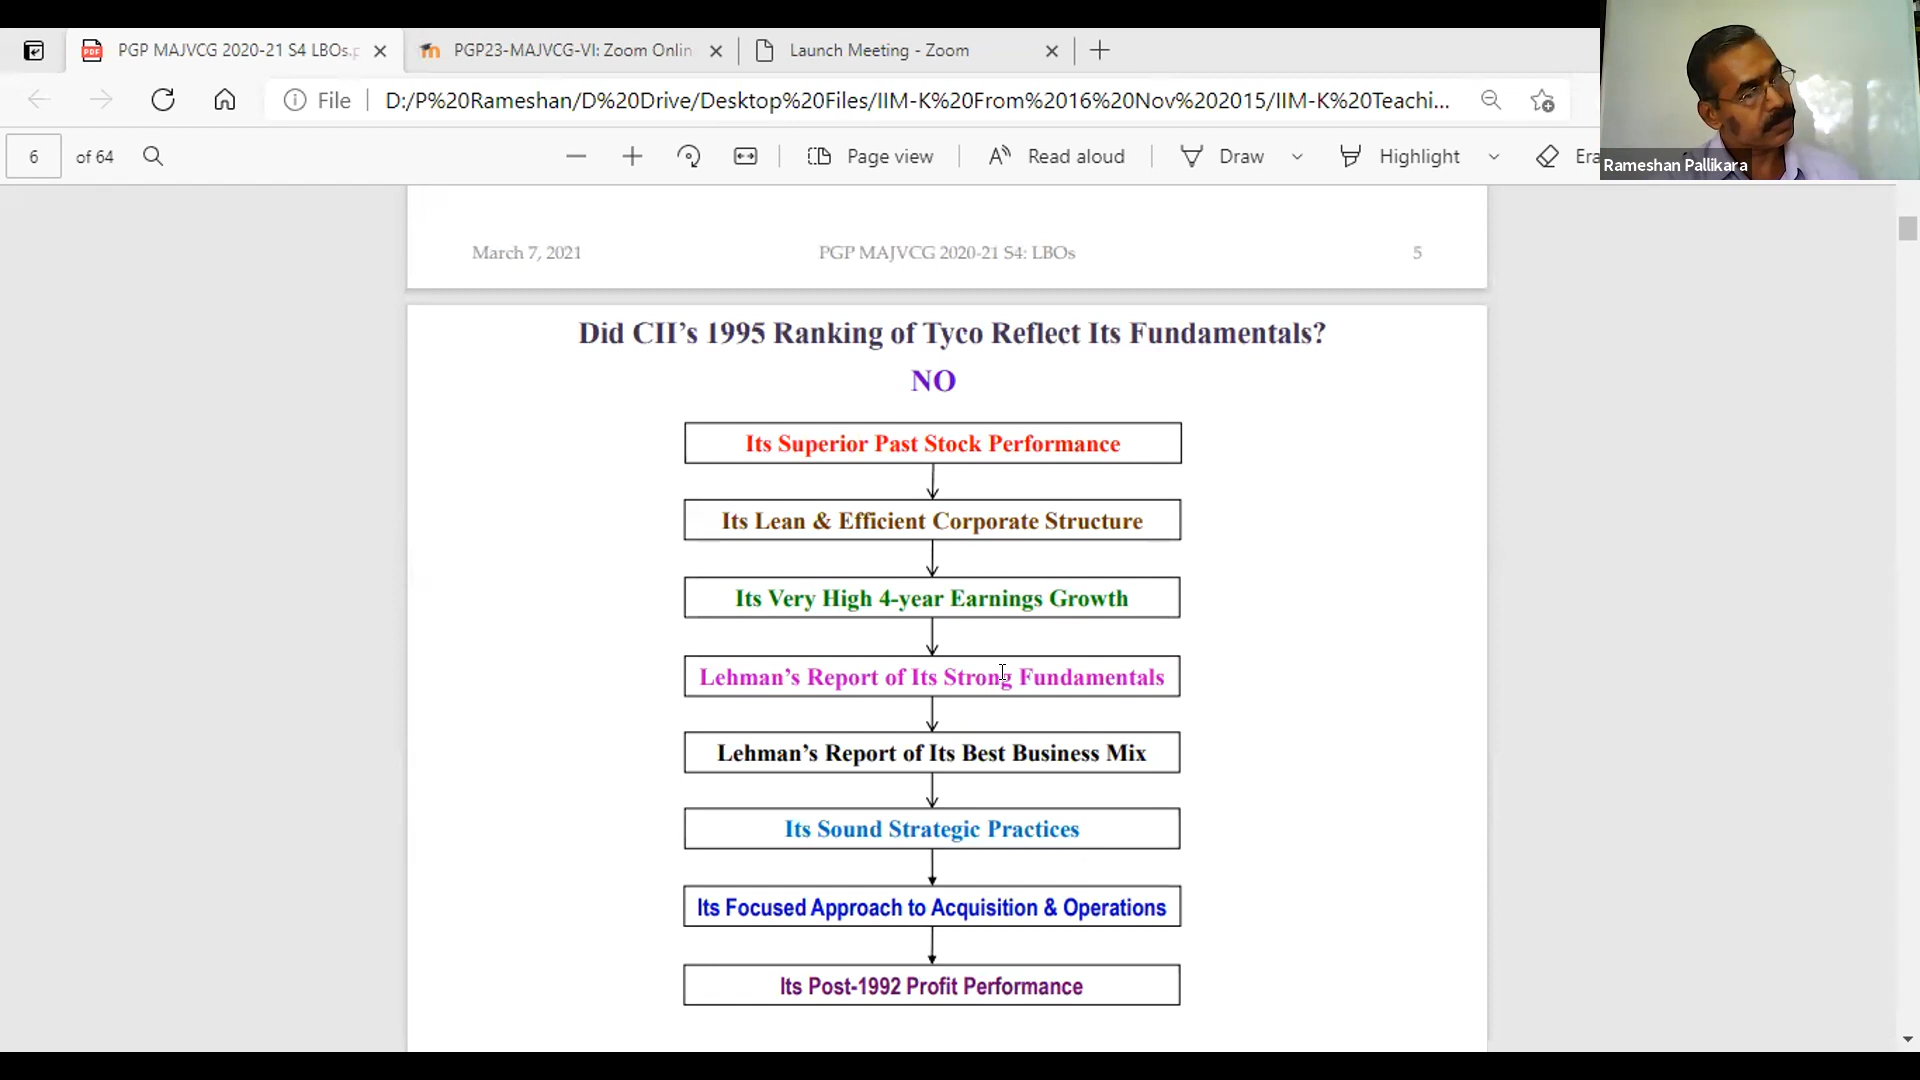 PGP MAJVCG 2020-21 S4 LBOs.p
PGP23-MAJVCG-VI: Zoom Onlin
Launch Meeting - Zoom
File
D:/P%20Rameshan/D%20Drive/Desktop%20Files/IIM-K%20From%2016%20Nov%202015/IIM-K%20Teachi...
6 of 64
Page view
Read aloud
Draw
Highlight
Era
Rameshan Pallikara
March 7, 2021
PGP MAJVCG 2020-21 S4: LBOs
5
Did CII’s 1995 Ranking of Tyco Reflect Its Fundamentals?
NO
Its Superior Past Stock Performance
Its Lean & Efficient Corporate Structure
Its Very High 4-year Earnings Growth
Lehman’s Report of Its Strong Fundamentals
Lehman’s Report of Its Best Business Mix
Its Sound Strategic Practices
Its Focused Approach to Acquisition & Operations
Its Post-1992 Profit Performance